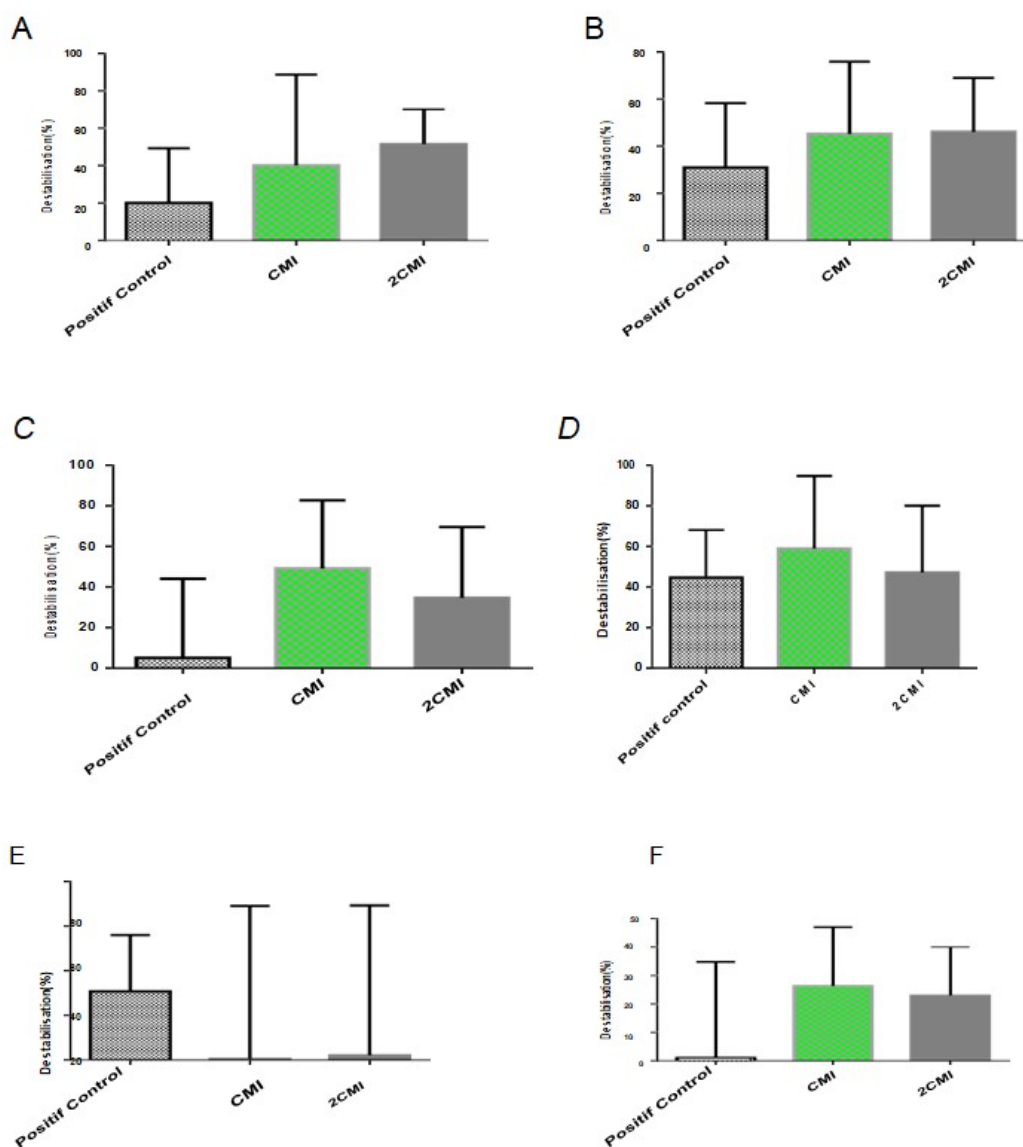 A
Destabilisation(%)
100
80
60
40
20
0
Positif Control
CMI
2CMI
B
Destabilisation(%)
80
60
40
20
0
Positif Control
CMI
2CMI
C
Destabilisation(%)
100
80
60
40
20
0
Positif Control
CMI
2CMI
D
Destabilisation(%)
100
80
60
40
20
0
Positif control
CMI
2CMI
E
Destabilisation(%)
80
60
40
20
Positif Control
CMI
2CMI
F
Destabilisation(%)
50
40
30
20
10
0
Positif Control
CMI
2CMI